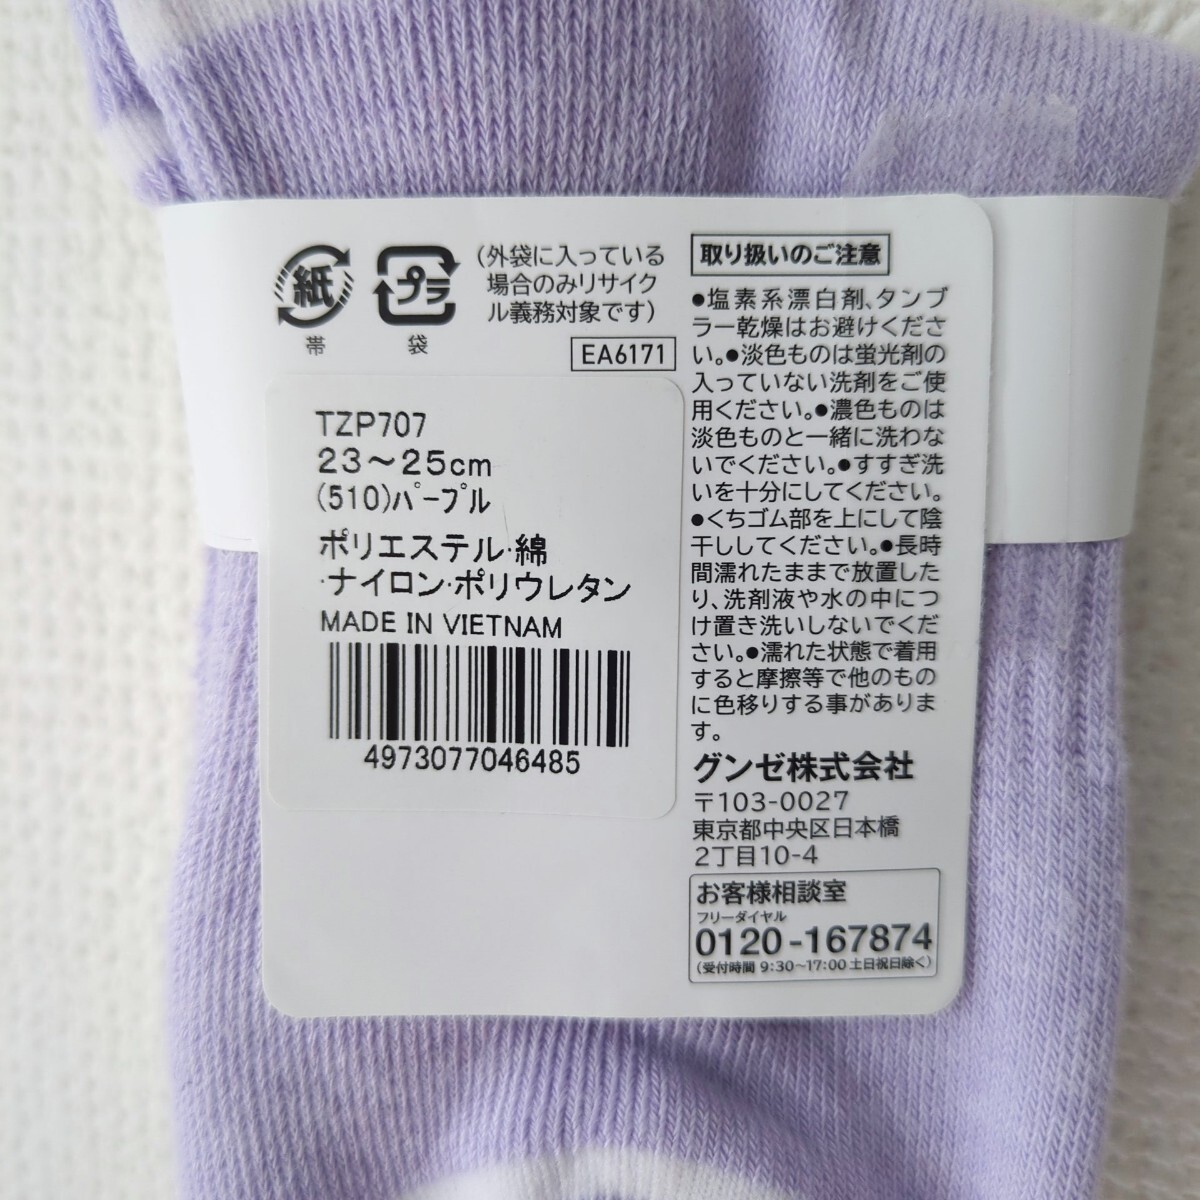 紙
帯
プラ
袋
(外袋に入っている
場合のみリサイク
ル義務対象です)
EA6171
TZP707
23～25cm
(510)ﾊﾟｰﾌﾟﾙ
ポリエステル･綿
･ナイロン･ポリウレタン
MADE IN VIETNAM
4973077046485
取り扱いのご注意
●塩素系漂白剤、タンブ
ラー乾燥はお避けくださ
い。●淡色ものは蛍光剤の
入っていない洗剤をご使
用ください。●濃色ものは
淡色ものと一緒に洗わな
いでください。●すすぎ洗
いを十分にしてください。
●くちゴム部を上にして陰
干ししてください。●長時
間濡れたままで放置した
り、洗剤液や水の中につ
け置き洗いしないでくだ
さい。●濡れた状態で着用
すると摩擦等で他のもの
に色移りする事がありま
す。
グンゼ株式会社
〒103-0027
東京都中央区日本橋
2丁目10-4
お客様相談室
フリーダイヤル
0120-167874
(受付時間 9:30～17:00 土日祝日除く)